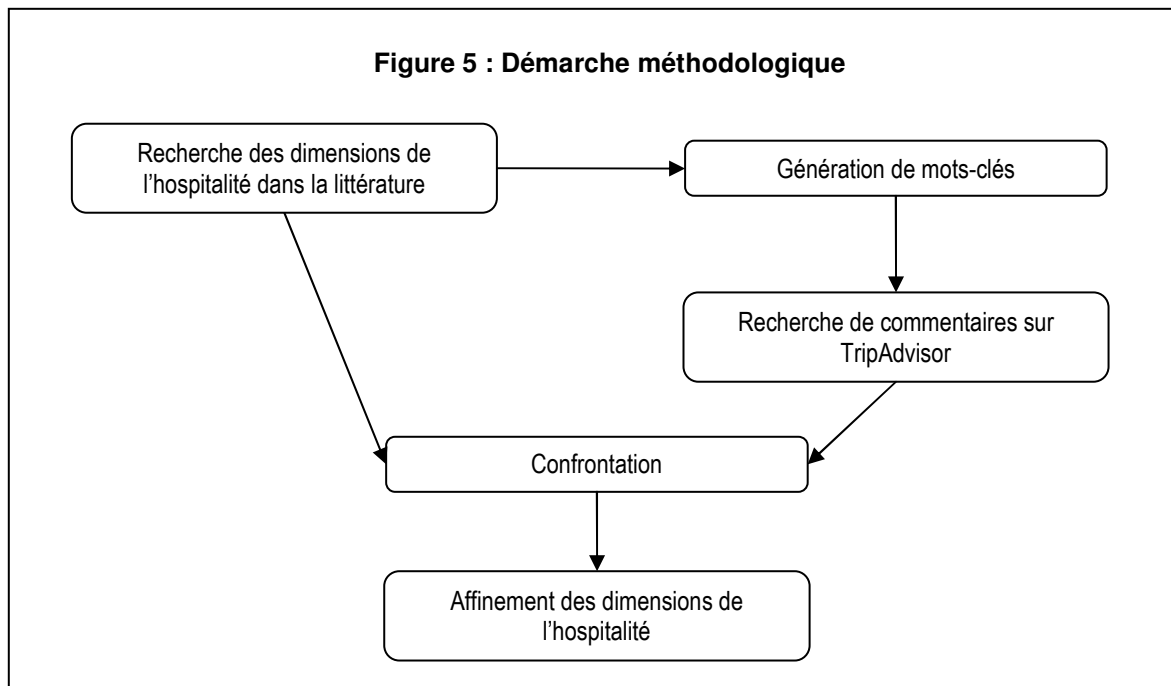 Figure 5 : Démarche méthodologique
Recherche des dimensions de
l’hospitalité dans la littérature
Génération de mots-clés
Recherche de commentaires sur
TripAdvisor
Confrontation
Affinement des dimensions de
l’hospitalité